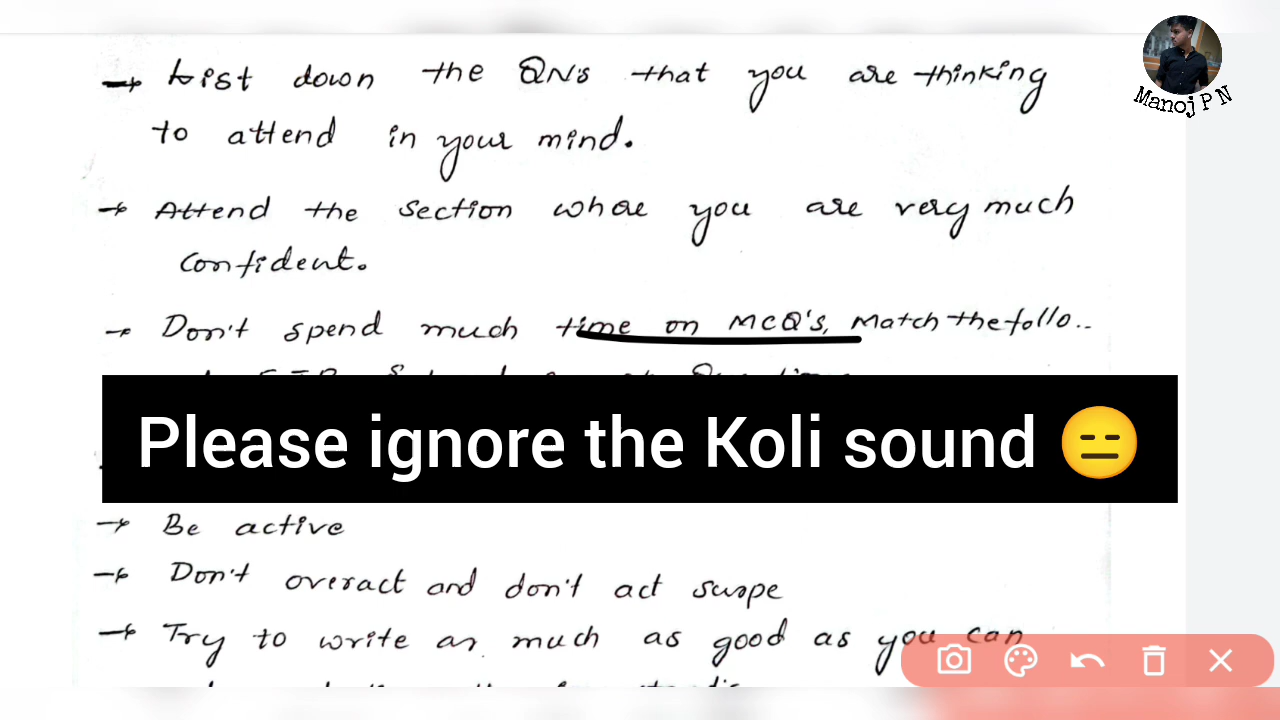 Manoj P N
→ List down the QNs that you are thinking
to attend in your mind.
→ Attend the section where you are very much
confident.
→ Don't spend much time on MCQ's, Match the follo..
Please ignore the Koli sound 😑
→ Be active
→ Don't overact and don't act
→ Try to write as much as good as you can